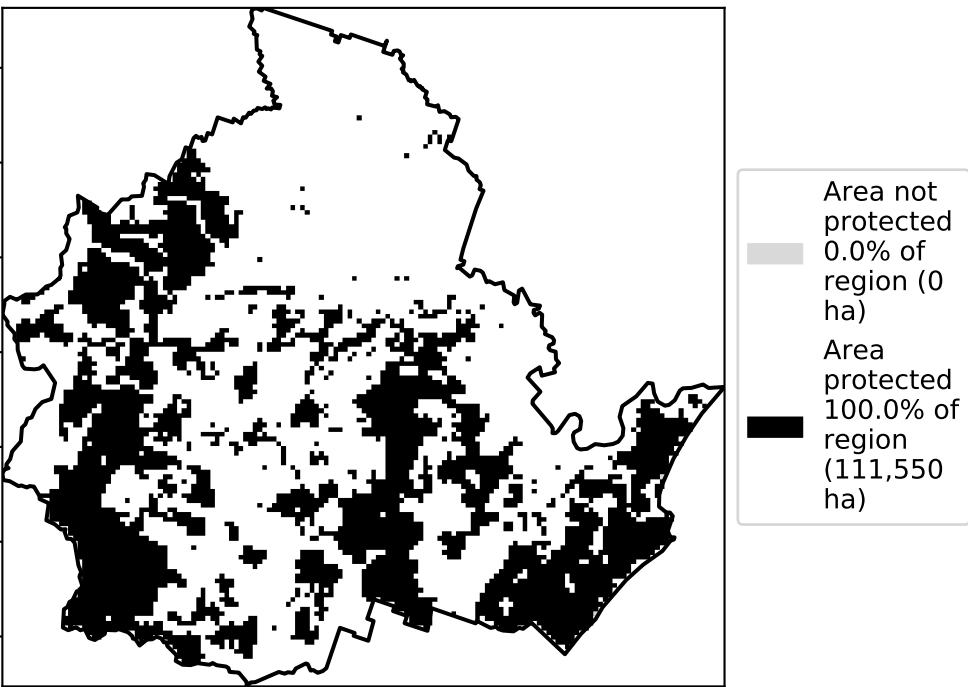 Area not
protected
0.0% of
region (0
ha)
Area
protected
100.0% of
region
(111,550
ha)